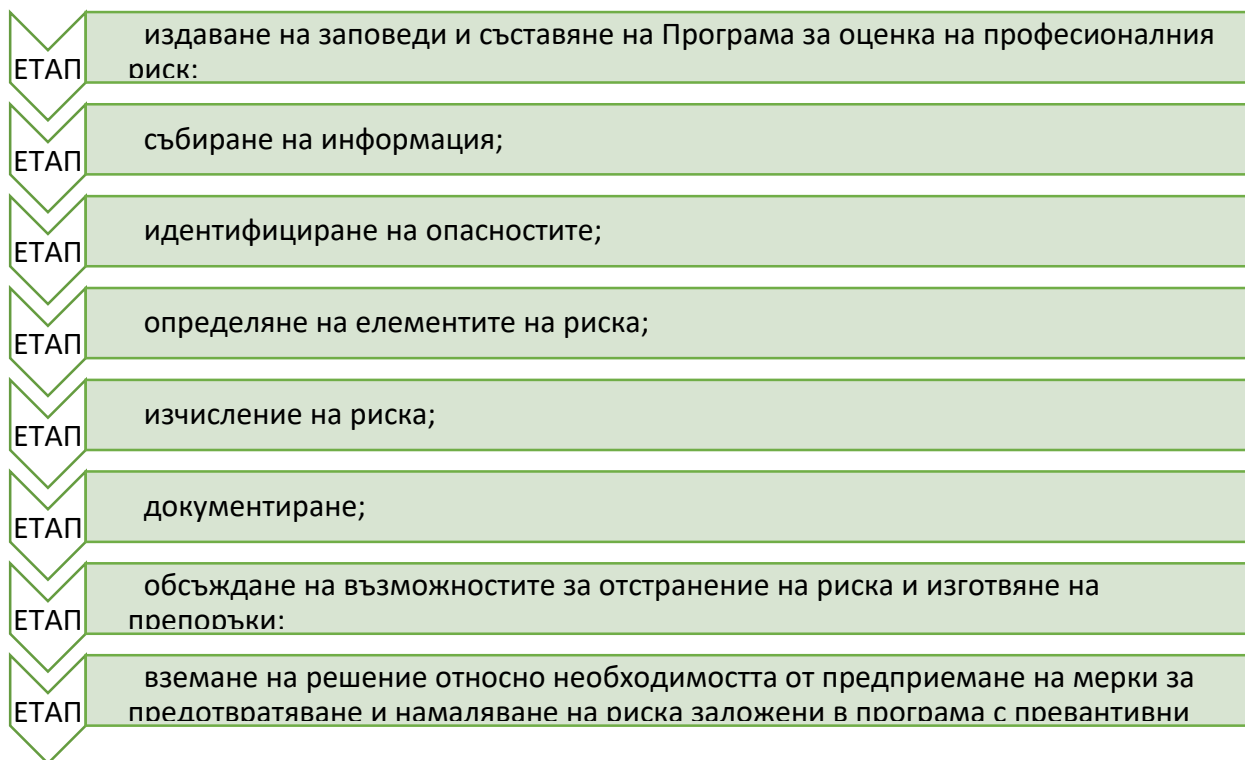 издаване на заповеди и съставяне на Програма за оценка на професионалния
ЕТАП
риск;
събиране на информация;
ЕТАП
идентифициране на опасностите;
ЕТАП
определяне на елементите на риска;
ЕТАП
изчисление на риска;
ЕТАП
документиране;
ЕТАП
обсъждане на възможностите за отстранение на риска и изготвяне на
ЕТАП
препоръки;
вземане на решение относно необходимостта от предприемане на мерки за
ЕТАП
предотвратяване и намаляване на риска заложени в програма с превантивни